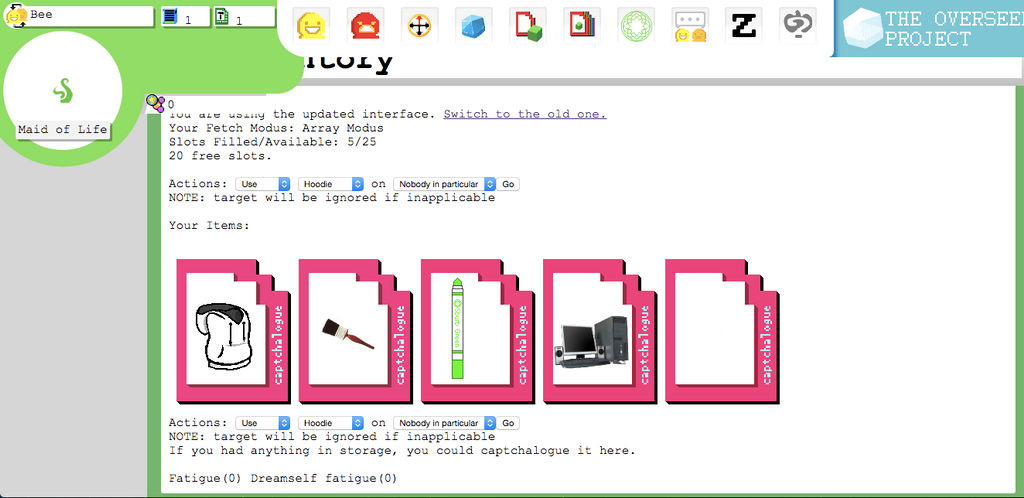 Bee
1
1
THE OVERSEE
PROJECT
ntory
Maid of Life
0
You are using the updated interface. Switch to the old one.
Your Fetch Modus: Array Modus
Slots Filled/Available: 5/25
20 free slots.
Actions: Use Hoodie on Nobody in particular Go
NOTE: target will be ignored if inapplicable
Your Items:
captchalogue
captchalogue
Shurb Green
captchalogue
captchalogue
captchalogue
Actions: Use Hoodie on Nobody in particular Go
NOTE: target will be ignored if inapplicable
If you had anything in storage, you could captchalogue it here.
Fatigue(0) Dreamself fatigue(0)